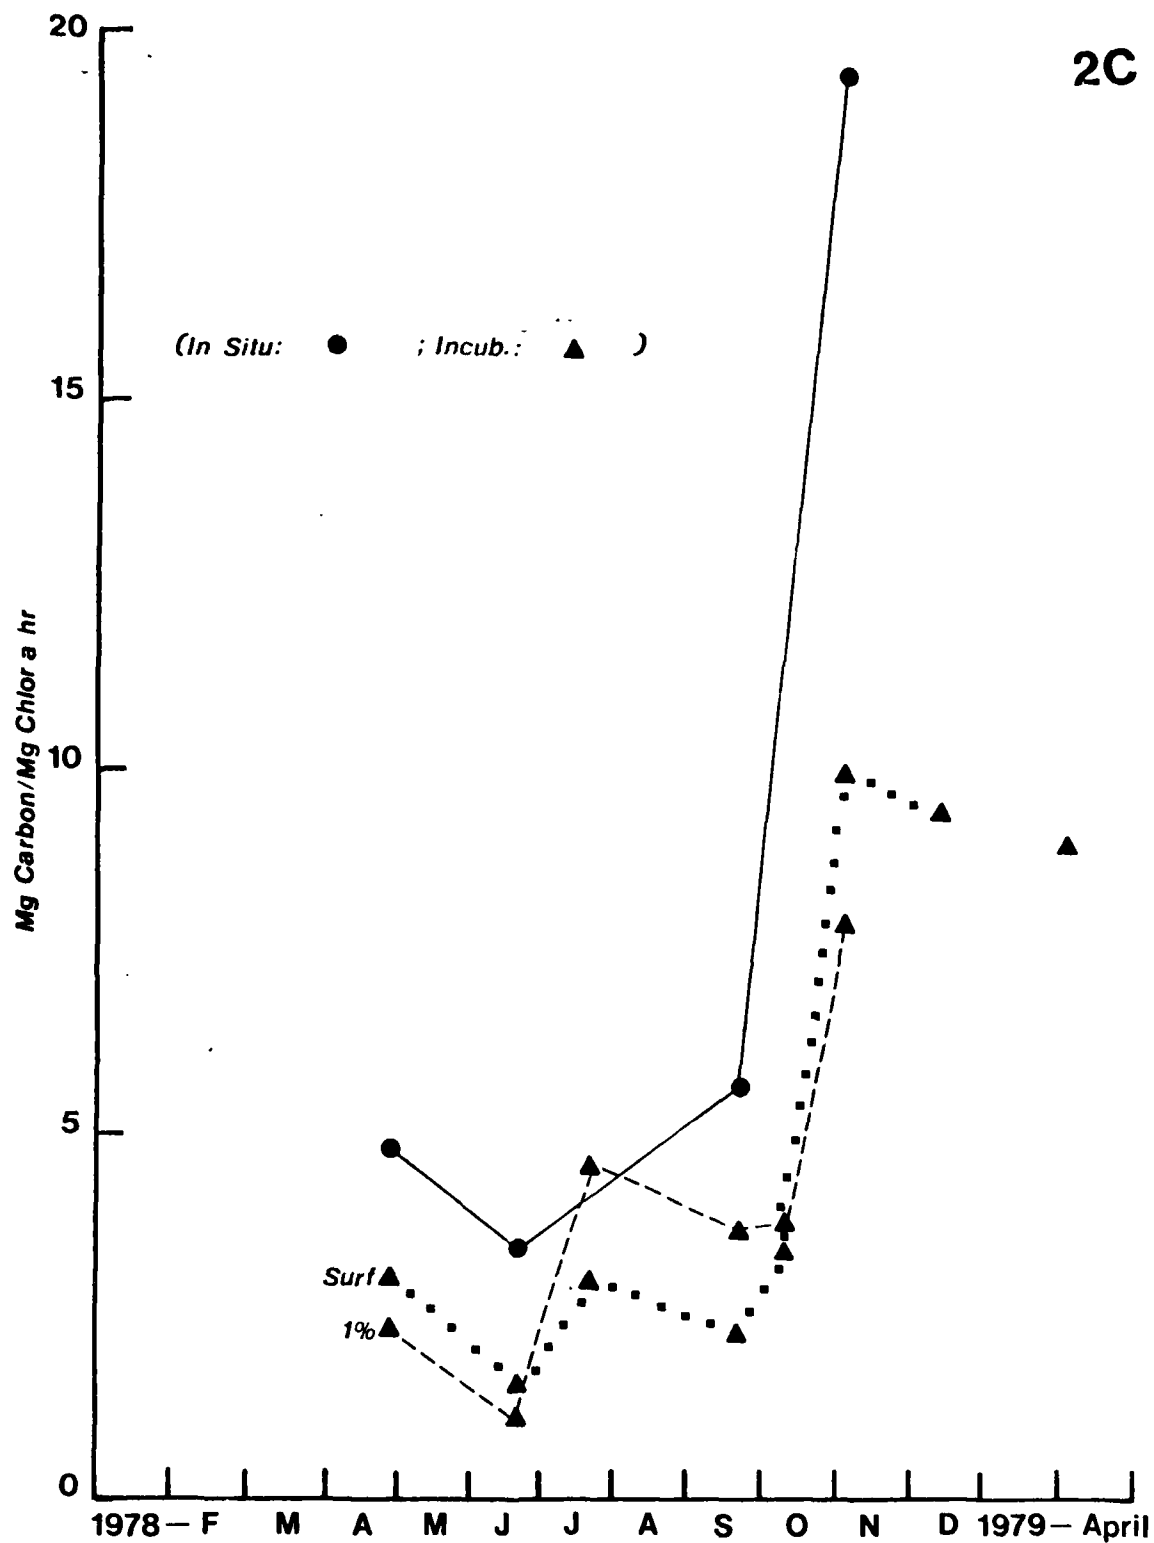 20
2C
(In Situ: ● ; Incub.: ▲ )
15
Mg Carbon/Mg Chlor a hr
10
5
Surf
1%
0
1978— F M A M J J A S O N D 1979— April